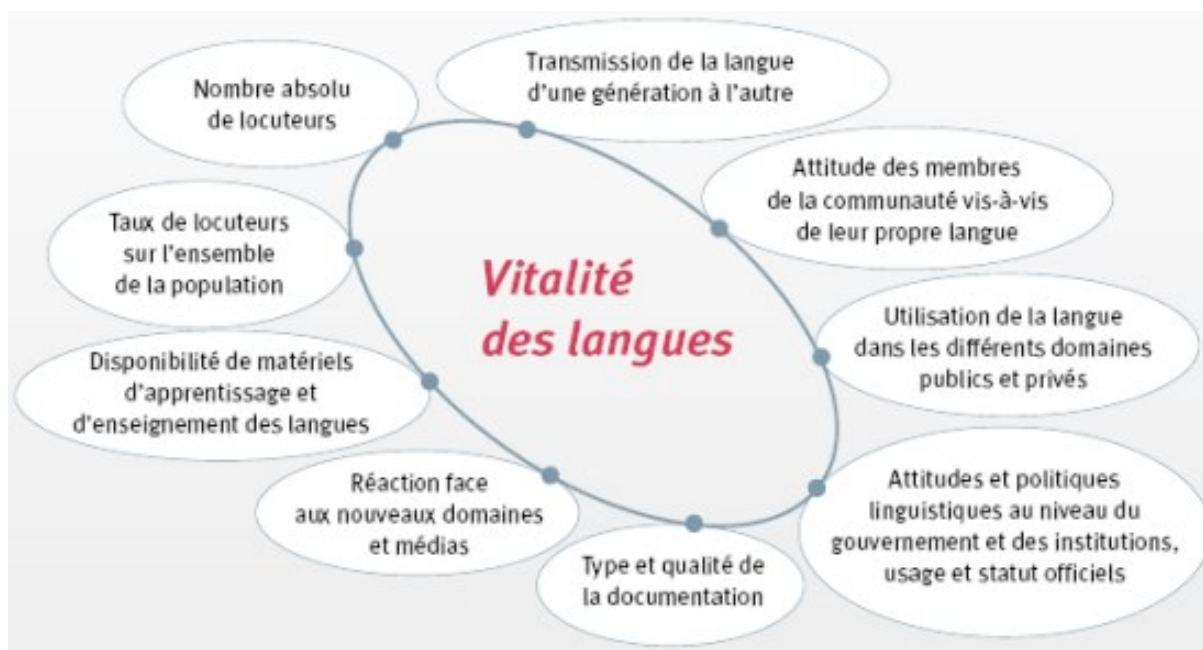 Nombre absolu
de locuteurs
Transmission de la langue
d'une génération à l'autre
Attitude des membres
de la communauté vis-à-vis
de leur propre langue
Taux de locuteurs
sur l'ensemble
de la population
Vitalité
des langues
Utilisation de la langue
dans les différents domaines
publics et privés
Disponibilité de matériels
d'apprentissage et
d'enseignement des langues
Réaction face
aux nouveaux domaines
et médias
Attitudes et politiques
linguistiques au niveau du
gouvernement et des institutions,
usage et statut officiels
Type et qualité de
la documentation